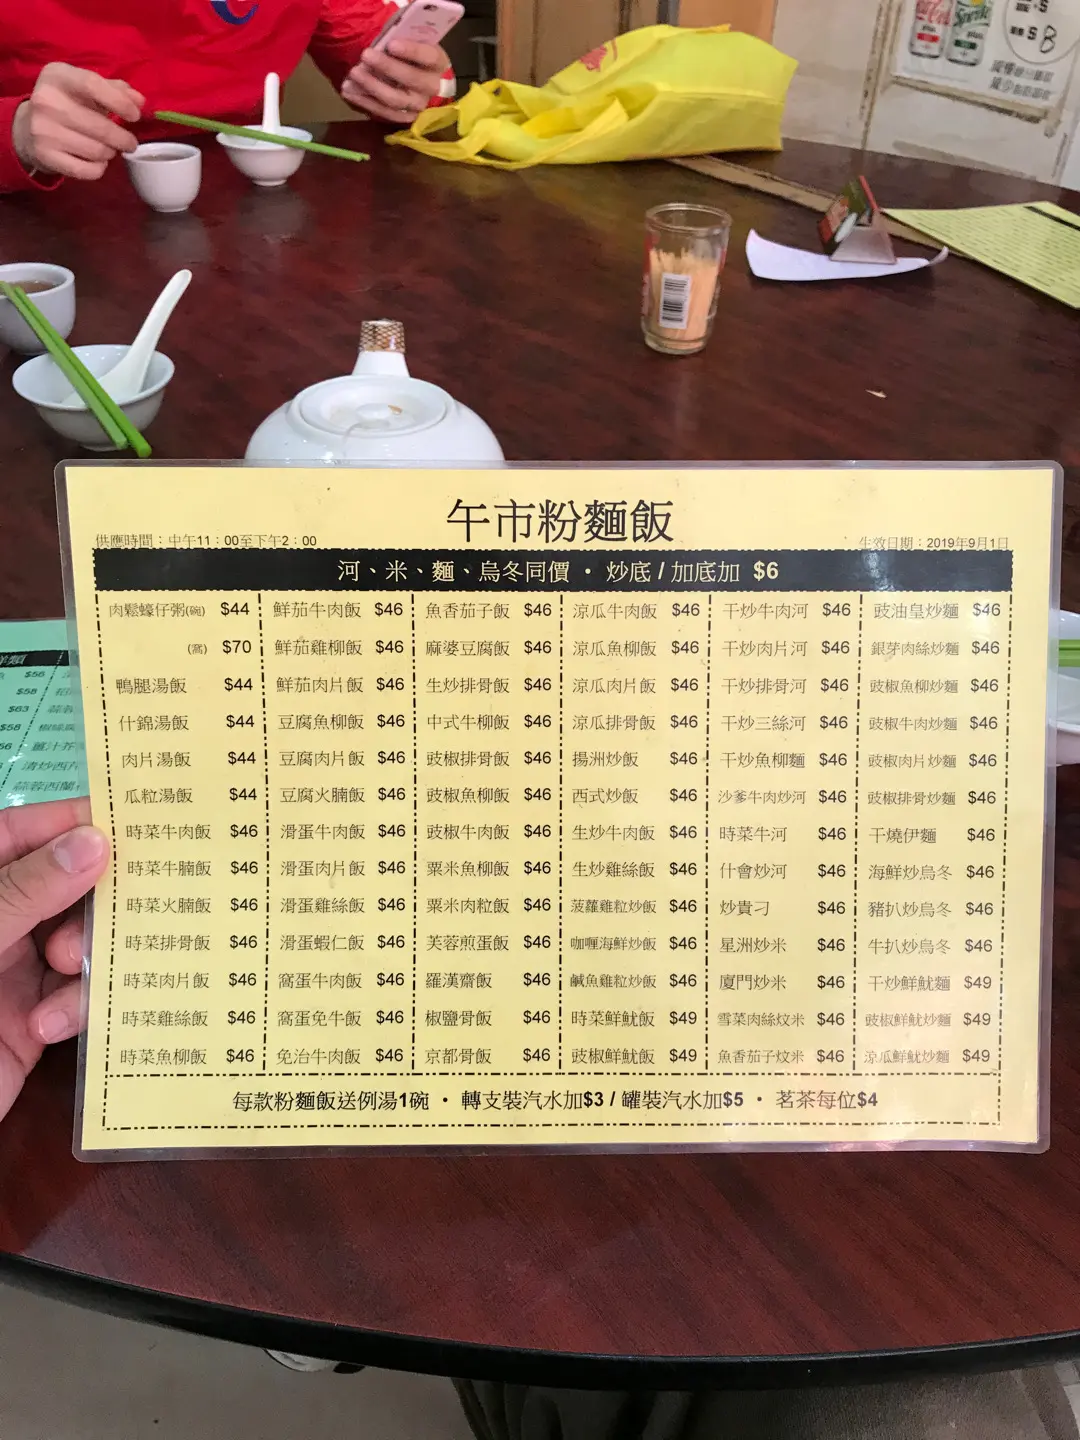 午市粉麵飯
供應時間：中午11：00至下午2：00
生效日期：2019年9月1日
河、米、麵、烏冬同價 · 炒底 / 加底加 $6
肉鬆蠔仔粥(碗) $44
(窩) $70
鴨腿湯飯 $44
什錦湯飯 $44
肉片湯飯 $44
瓜粒湯飯 $44
時菜牛肉飯 $46
時菜牛腩飯 $46
時菜火腩飯 $46
時菜排骨飯 $46
時菜肉片飯 $46
時菜雞絲飯 $46
時菜魚柳飯 $46
鮮茄牛肉飯 $46
鮮茄雞柳飯 $46
鮮茄肉片飯 $46
豆腐魚柳飯 $46
豆腐肉片飯 $46
豆腐火腩飯 $46
滑蛋牛肉飯 $46
滑蛋肉片飯 $46
滑蛋雞絲飯 $46
滑蛋蝦仁飯 $46
窩蛋牛肉飯 $46
窩蛋免牛飯 $46
免治牛肉飯 $46
魚香茄子飯 $46
麻婆豆腐飯 $46
生炒排骨飯 $46
中式牛柳飯 $46
豉椒排骨飯 $46
豉椒魚柳飯 $46
豉椒牛肉飯 $46
粟米魚柳飯 $46
粟米肉粒飯 $46
芙蓉煎蛋飯 $46
羅漢齋飯 $46
椒鹽骨飯 $46
京都骨飯 $46
涼瓜牛肉飯 $46
涼瓜魚柳飯 $46
涼瓜肉片飯 $46
涼瓜排骨飯 $46
揚洲炒飯 $46
西式炒飯 $46
生炒牛肉飯 $46
生炒雞絲飯 $46
菠蘿雞粒炒飯 $46
咖喱海鮮炒飯 $46
鹹魚雞粒炒飯 $46
時菜鮮魷飯 $49
豉椒鮮魷飯 $49
干炒牛肉河 $46
干炒肉片河 $46
干炒排骨河 $46
干炒三絲河 $46
干炒魚柳麵 $46
沙爹牛肉炒河 $46
時菜牛河 $46
什會炒河 $46
炒貴刁 $46
星洲炒米 $46
廈門炒米 $46
雪菜肉絲炆米 $46
魚香茄子炆米 $46
豉油皇炒麵 $46
銀芽肉絲炒麵 $46
豉椒魚柳炒麵 $46
豉椒牛肉炒麵 $46
豉椒肉片炒麵 $46
豉椒排骨炒麵 $46
干燒伊麵 $46
海鮮炒烏冬 $46
豬扒炒烏冬 $46
牛扒炒烏冬 $46
干炒鮮魷麵 $49
豉椒鮮魷炒麵 $49
涼瓜鮮魷炒麵 $49
每款粉麵飯送例湯1碗 · 轉支裝汽水加$3 / 罐裝汽水加$5 · 茗茶每位$4